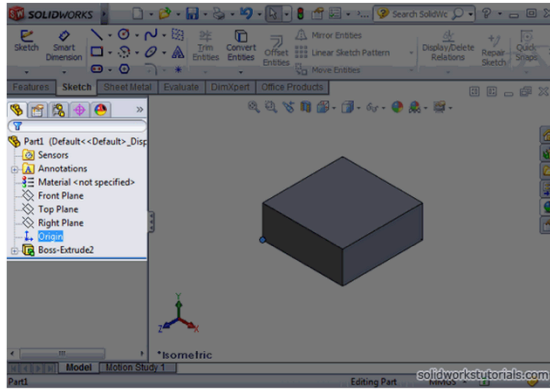 SOLIDWORKS
Search SolidWc
Sketch
Smart Dimension
Trim Entities
Convert Entities
Offset Entities
Mirror Entities
Linear Sketch Pattern
Move Entities
Display/Delete Relations
Repair Sketch
Quick Snaps
Features Sketch Sheet Metal Evaluate DimXpert Office Products
Part1 (Default<<Default>_Disp
Sensors
Annotations
Material <not specified>
Front Plane
Top Plane
Right Plane
Origin
Boss-Extrude2
Y
Z X
*Isometric
Model Motion Study 1
Part1 Editing Part MMGS
solidworkstutorials.com